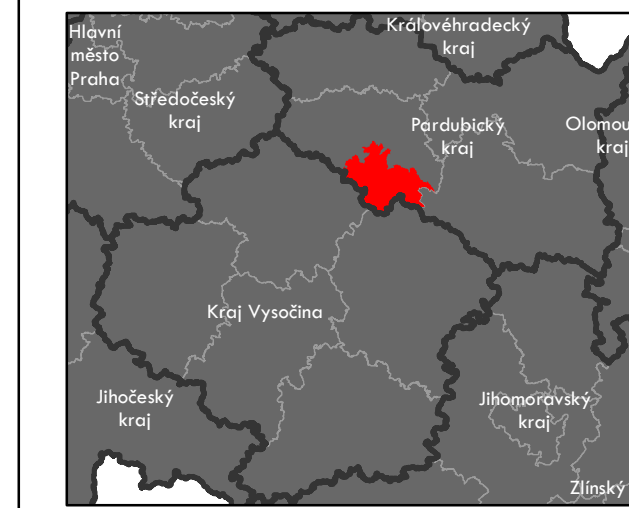 Hlavní
město
Praha
Královéhradecký
kraj
Středočeský
kraj
Pardubický
kraj
Olomou
kraj
Kraj Vysočina
Jihočeský
kraj
Jihomoravský
kraj
Zlínský